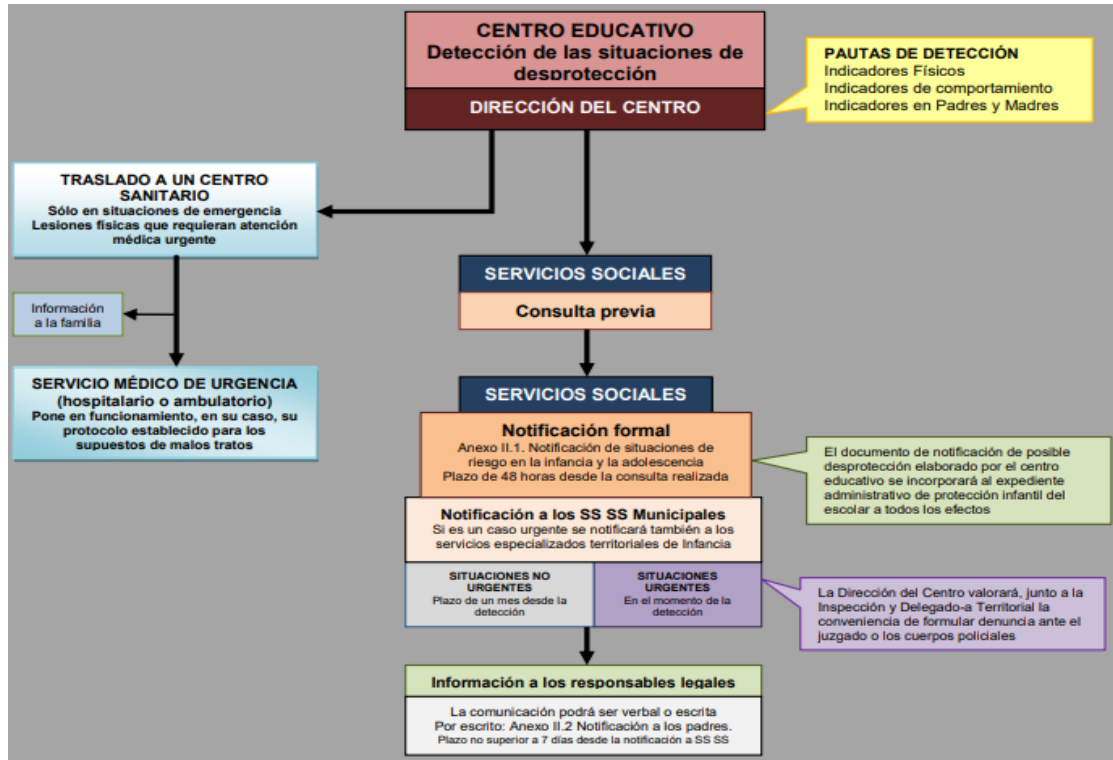 CENTRO EDUCATIVO
Detección de las situaciones de
desprotección
DIRECCIÓN DEL CENTRO
PAUTAS DE DETECCIÓN
Indicadores Físicos
Indicadores de comportamiento
Indicadores en Padres y Madres
TRASLADO A UN CENTRO
SANITARIO
Sólo en situaciones de emergencia
Lesiones físicas que requieran atención
médica urgente
Información
a la familia
SERVICIO MÉDICO DE URGENCIA
(hospitalario o ambulatorio)
Pone en funcionamiento, en su caso, su
protocolo establecido para los
supuestos de malos tratos
SERVICIOS SOCIALES
Consulta previa
SERVICIOS SOCIALES
Notificación formal
Anexo II.1. Notificación de situaciones de
riesgo en la infancia y la adolescencia
Plazo de 48 horas desde la consulta realizada
El documento de notificación de posible
desprotección elaborado por el centro
educativo se incorporará al expediente
administrativo de protección infantil del
escolar a todos los efectos
Notificación a los SS SS Municipales
Si es un caso urgente se notificará también a los
servicios especializados territoriales de Infancia
SITUACIONES NO
URGENTES
Plazo de un mes desde la
detección
SITUACIONES
URGENTES
En el momento de la
detección
La Dirección del Centro valorará, junto a la
Inspección y Delegado-a Territorial la
conveniencia de formular denuncia ante el
juzgado o los cuerpos policiales
Información a los responsables legales
La comunicación podrá ser verbal o escrita
Por escrito: Anexo II.2 Notificación a los padres.
Plazo no superior a 7 días desde la notificación a SS SS